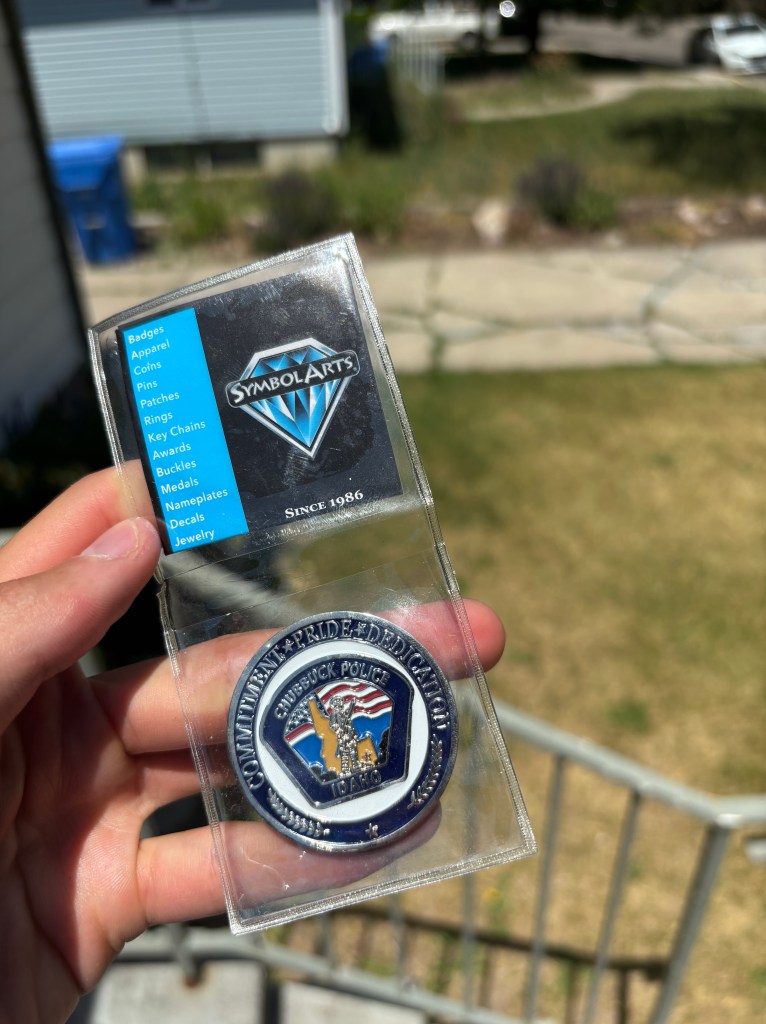 Badges
Apparel
Coins
Pins
Patches
Rings
Key Chains
Awards
Buckles
Medals
Nameplates
Decals
Jewelry
SYMBOLARTS
SINCE 1986
COMMITMENT★PRIDE★DEDICATION
CHUBBUCK POLICE
IDAHO